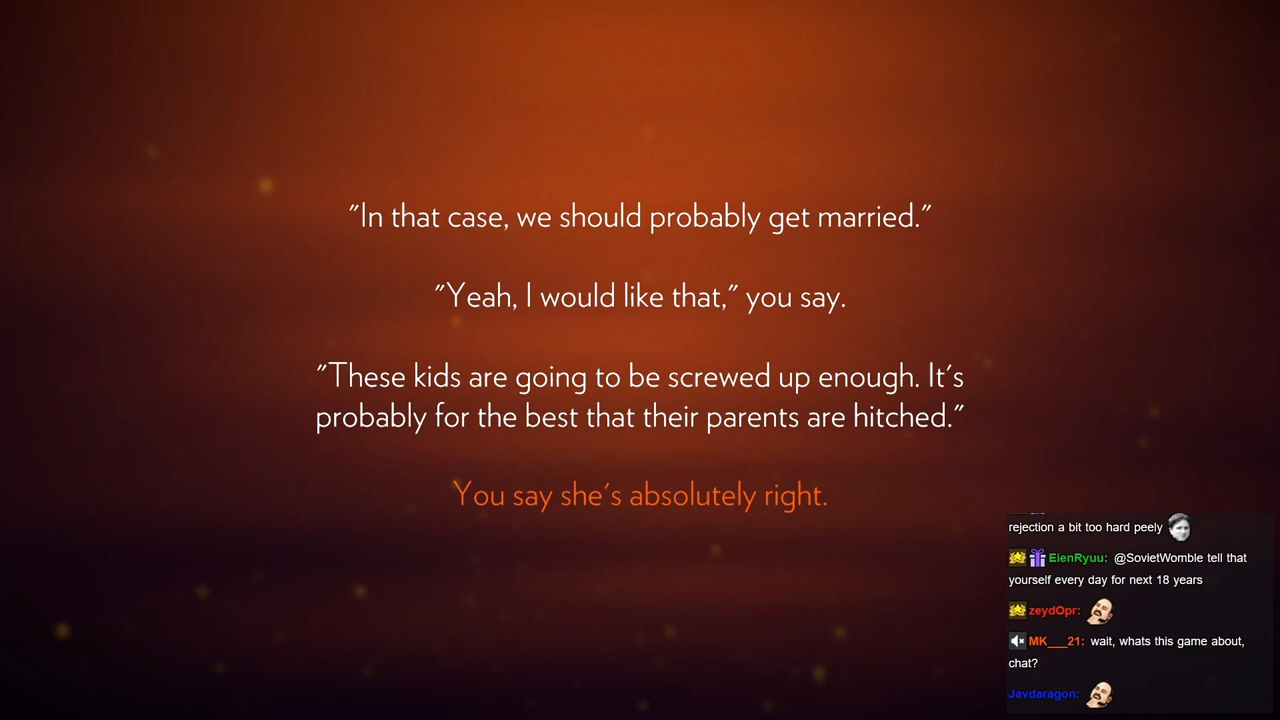 "In that case, we should probably get married."
"Yeah, I would like that," you say.
"These kids are going to be screwed up enough. It's
probably for the best that their parents are hitched."
You say she's absolutely right.
rejection a bit too hard peely
EienRyuu: @SovietWomble tell that
yourself every day for next 18 years
zeydOpr:
MK___21: wait, whats this game about,
chat?
Javdaragon: